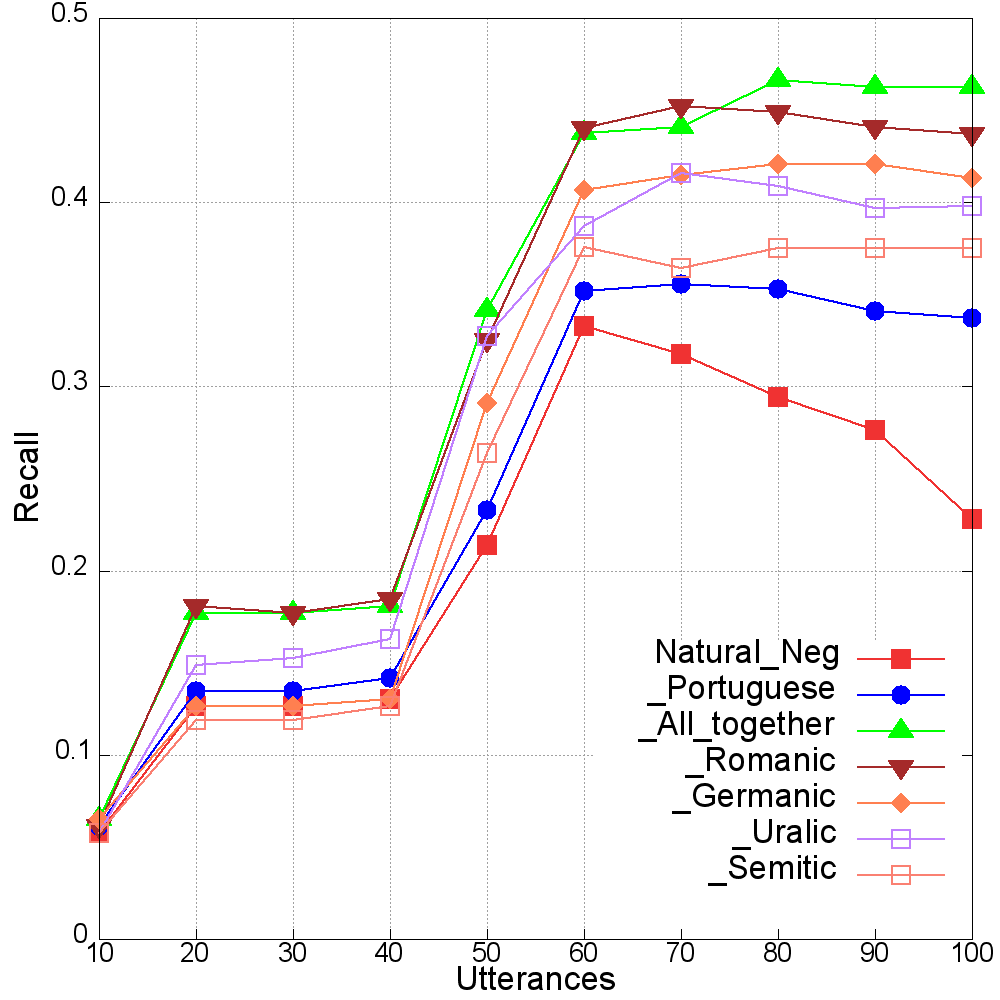 0.5
0.4
0.3
0.2
0.1
0
Recall
Natural_Neg
_Portuguese
_All_together
_Romanic
_Germanic
_Uralic
_Semitic
10 20 30 40 50 60 70 80 90 100
Utterances